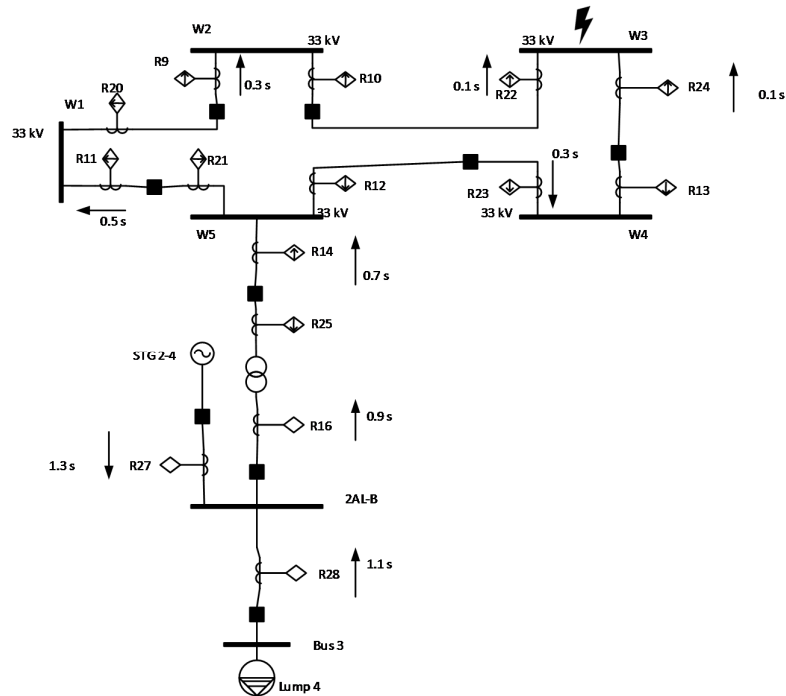 W2
33 kV
33 kV
W3
R9
0.3 s
R10
0.1 s
R22
R24
0.1 s
R20
W1
33 kV
R11
R21
0.3 s
R12
R23
R13
0.5 s
33 kV
33 kV
W5
W4
R14
0.7 s
R25
STG 2-4
R16
0.9 s
1.3 s
R27
2AL-B
R28
1.1 s
Bus 3
Lump 4